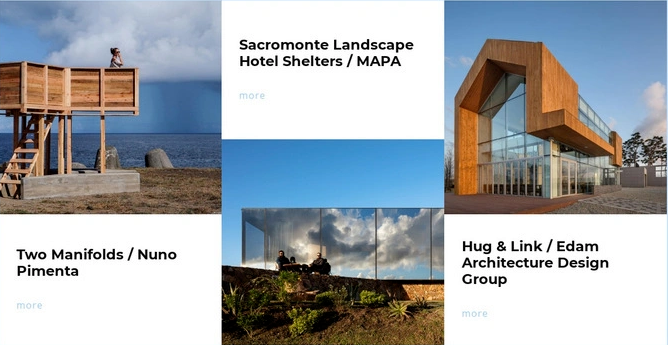 Sacromonte Landscape
Hotel Shelters / MAPA
more
Two Manifolds / Nuno
Pimenta
more
Hug & Link / Edam
Architecture Design
Group
more